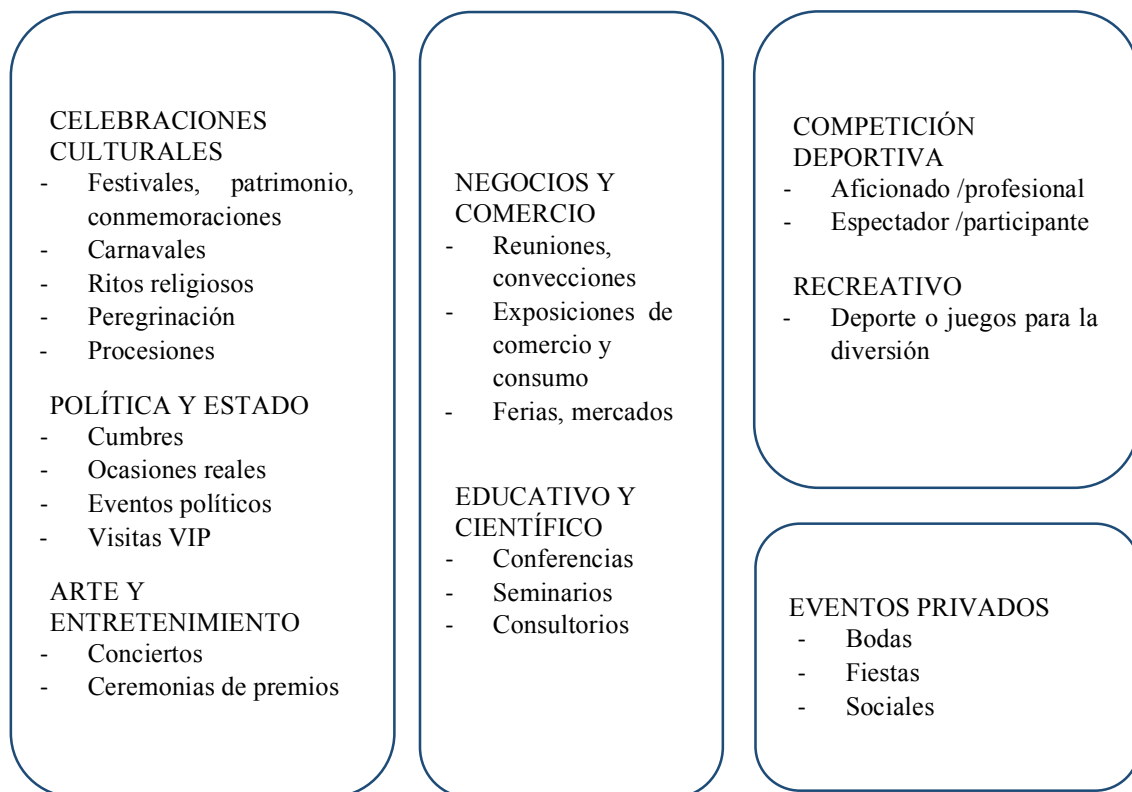 CELEBRACIONES
CULTURALES
- Festivales, patrimonio,
conmemoraciones
- Carnavales
- Ritos religiosos
- Peregrinación
- Procesiones
POLÍTICA Y ESTADO
- Cumbres
- Ocasiones reales
- Eventos políticos
- Visitas VIP
ARTE Y
ENTRETENIMIENTO
- Conciertos
- Ceremonias de premios
NEGOCIOS Y
COMERCIO
- Reuniones,
convecciones
- Exposiciones de
comercio y
consumo
- Ferias, mercados
EDUCATIVO Y
CIENTÍFICO
- Conferencias
- Seminarios
- Consultorios
COMPETICIÓN
DEPORTIVA
- Aficionado /profesional
- Espectador /participante
RECREATIVO
- Deporte o juegos para la
diversión
EVENTOS PRIVADOS
- Bodas
- Fiestas
- Sociales